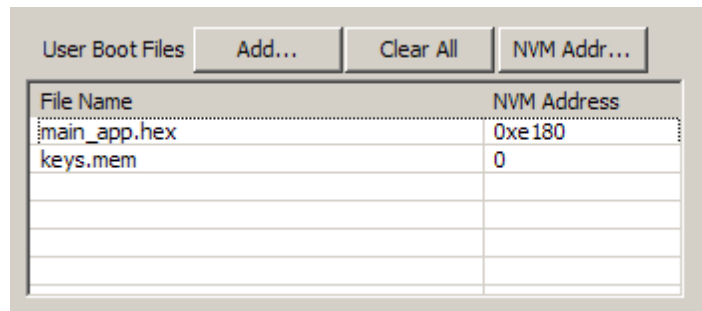 User Boot Files Add... Clear All NVM Addr...
File Name NVM Address
main_app.hex 0xe180
keys.mem 0